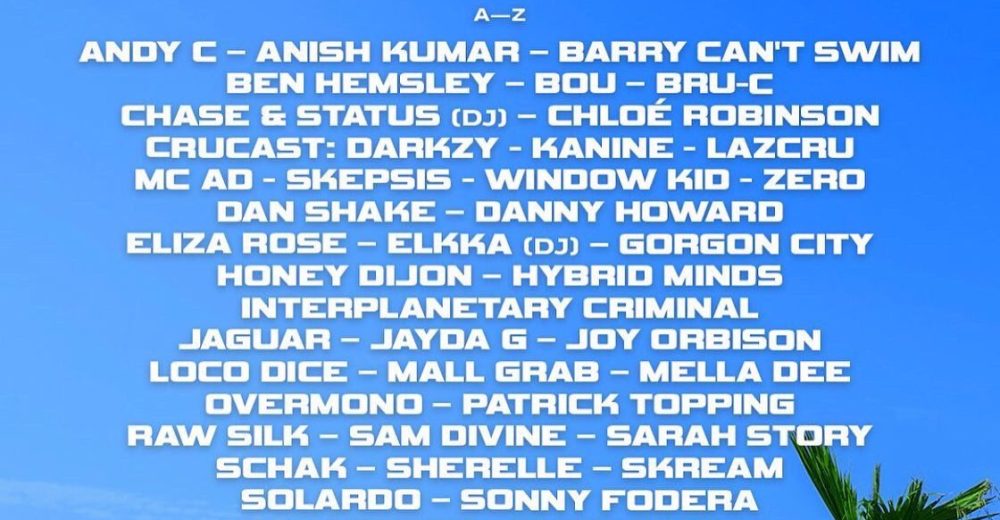 A—Z
ANDY C – ANISH KUMAR – BARRY CAN'T SWIM
BEN HEMSLEY – BOU – BRU-C
CHASE & STATUS (DJ) – CHLOÉ ROBINSON
CRUCAST: DARKZY - KANINE - LAZCRU
MC AD - SKEPSIS - WINDOW KID - ZERO
DAN SHAKE – DANNY HOWARD
ELIZA ROSE – ELKKA (DJ) – GORGON CITY
HONEY DIJON – HYBRID MINDS
INTERPLANETARY CRIMINAL
JAGUAR – JAYDA G – JOY ORBISON
LOCO DICE – MALL GRAB – MELLA DEE
OVERMONO – PATRICK TOPPING
RAW SILK – SAM DIVINE – SARAH STORY
SCHAK – SHERELLE – SKREAM
SOLARDO – SONNY FODERA